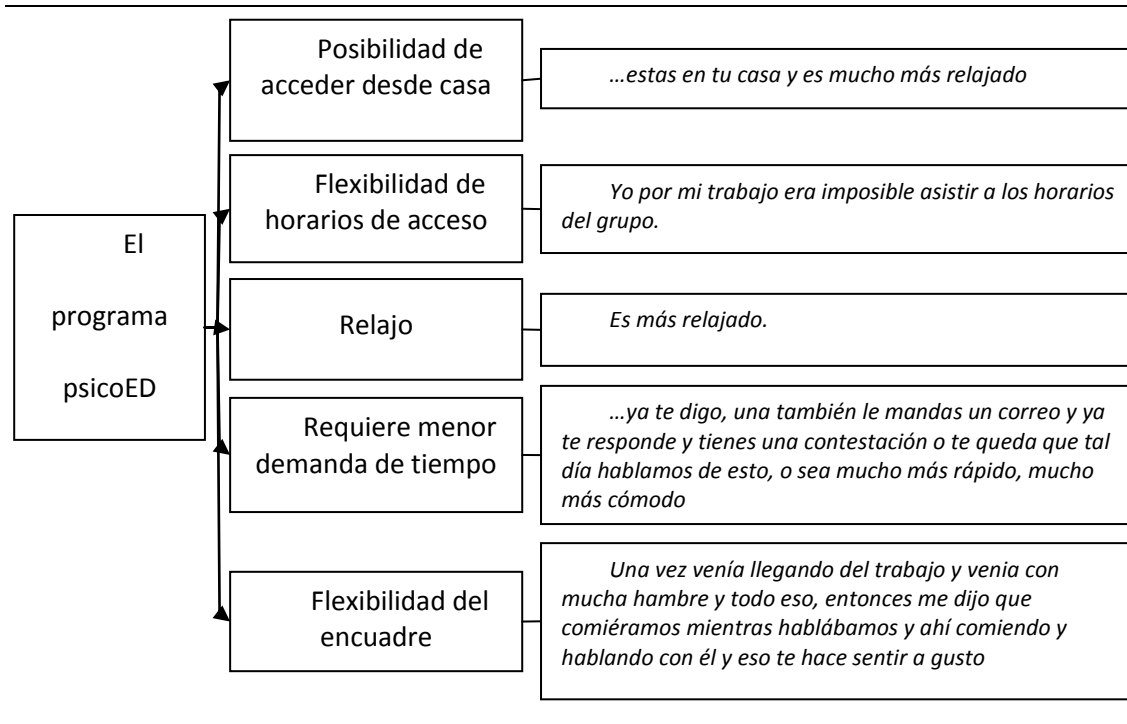 El
programa
psicoED
Posibilidad de
acceder desde casa
…estas en tu casa y es mucho más relajado
Flexibilidad de
horarios de acceso
Yo por mi trabajo era imposible asistir a los horarios
del grupo.
Relajo
Es más relajado.
Requiere menor
demanda de tiempo
…ya te digo, una también le mandas un correo y ya
te responde y tienes una contestación o te queda que tal
día hablamos de esto, o sea mucho más rápido, mucho
más cómodo
Flexibilidad del
encuadre
Una vez venía llegando del trabajo y venia con
mucha hambre y todo eso, entonces me dijo que
comiéramos mientras hablábamos y ahí comiendo y
hablando con él y eso te hace sentir a gusto